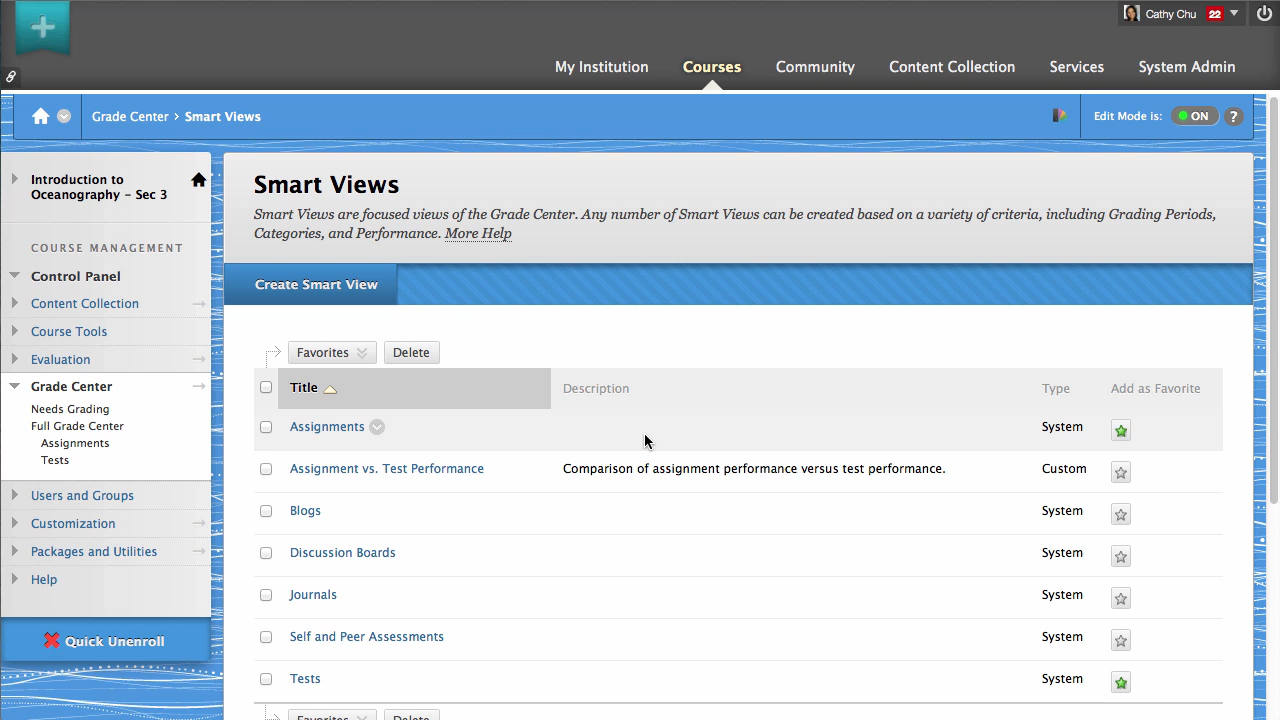 Cathy Chu 22
My Institution Courses Community Content Collection Services System Admin
Grade Center > Smart Views
Edit Mode is: ON ?
Introduction to
Oceanography - Sec 3
COURSE MANAGEMENT
Control Panel
Content Collection
Course Tools
Evaluation
Grade Center
Needs Grading
Full Grade Center
Assignments
Tests
Users and Groups
Customization
Packages and Utilities
Help
Quick Unenroll
Smart Views
Smart Views are focused views of the Grade Center. Any number of Smart Views can be created based on a variety of criteria, including Grading Periods,
Categories, and Performance. More Help
Create Smart View
Favorites Delete
Title Description Type Add as Favorite
Assignments System
Assignment vs. Test Performance Comparison of assignment performance versus test performance. Custom
Blogs System
Discussion Boards System
Journals System
Self and Peer Assessments System
Tests System
Favorites Delete